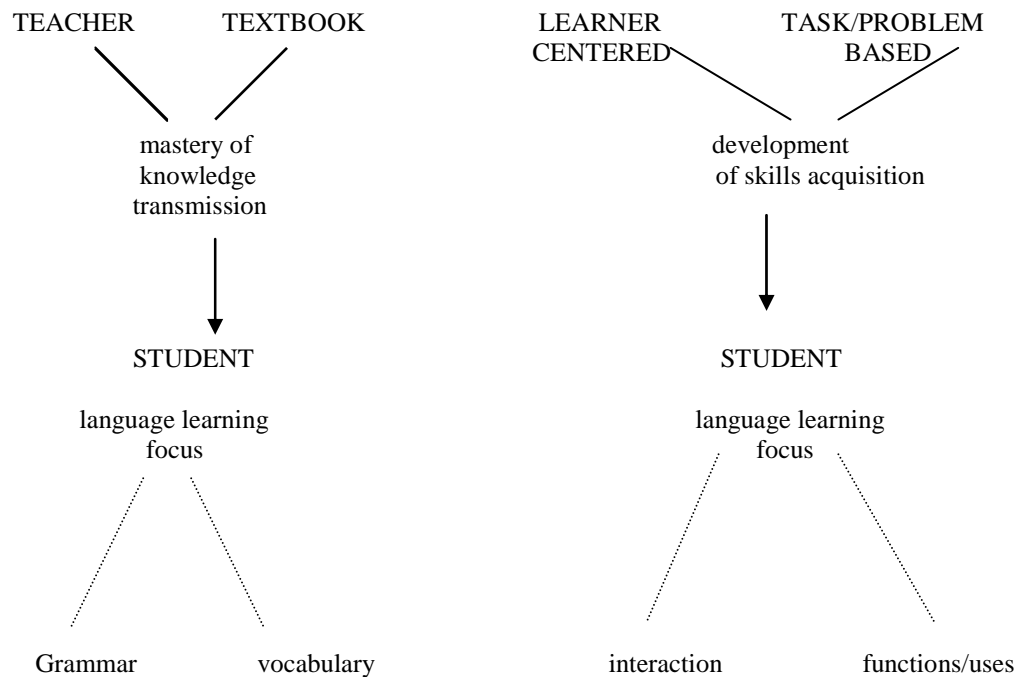 TEACHER TEXTBOOK
mastery of
knowledge
transmission
STUDENT
language learning
focus
Grammar vocabulary
LEARNER TASK/PROBLEM
CENTERED BASED
development
of skills acquisition
STUDENT
language learning
focus
interaction functions/uses